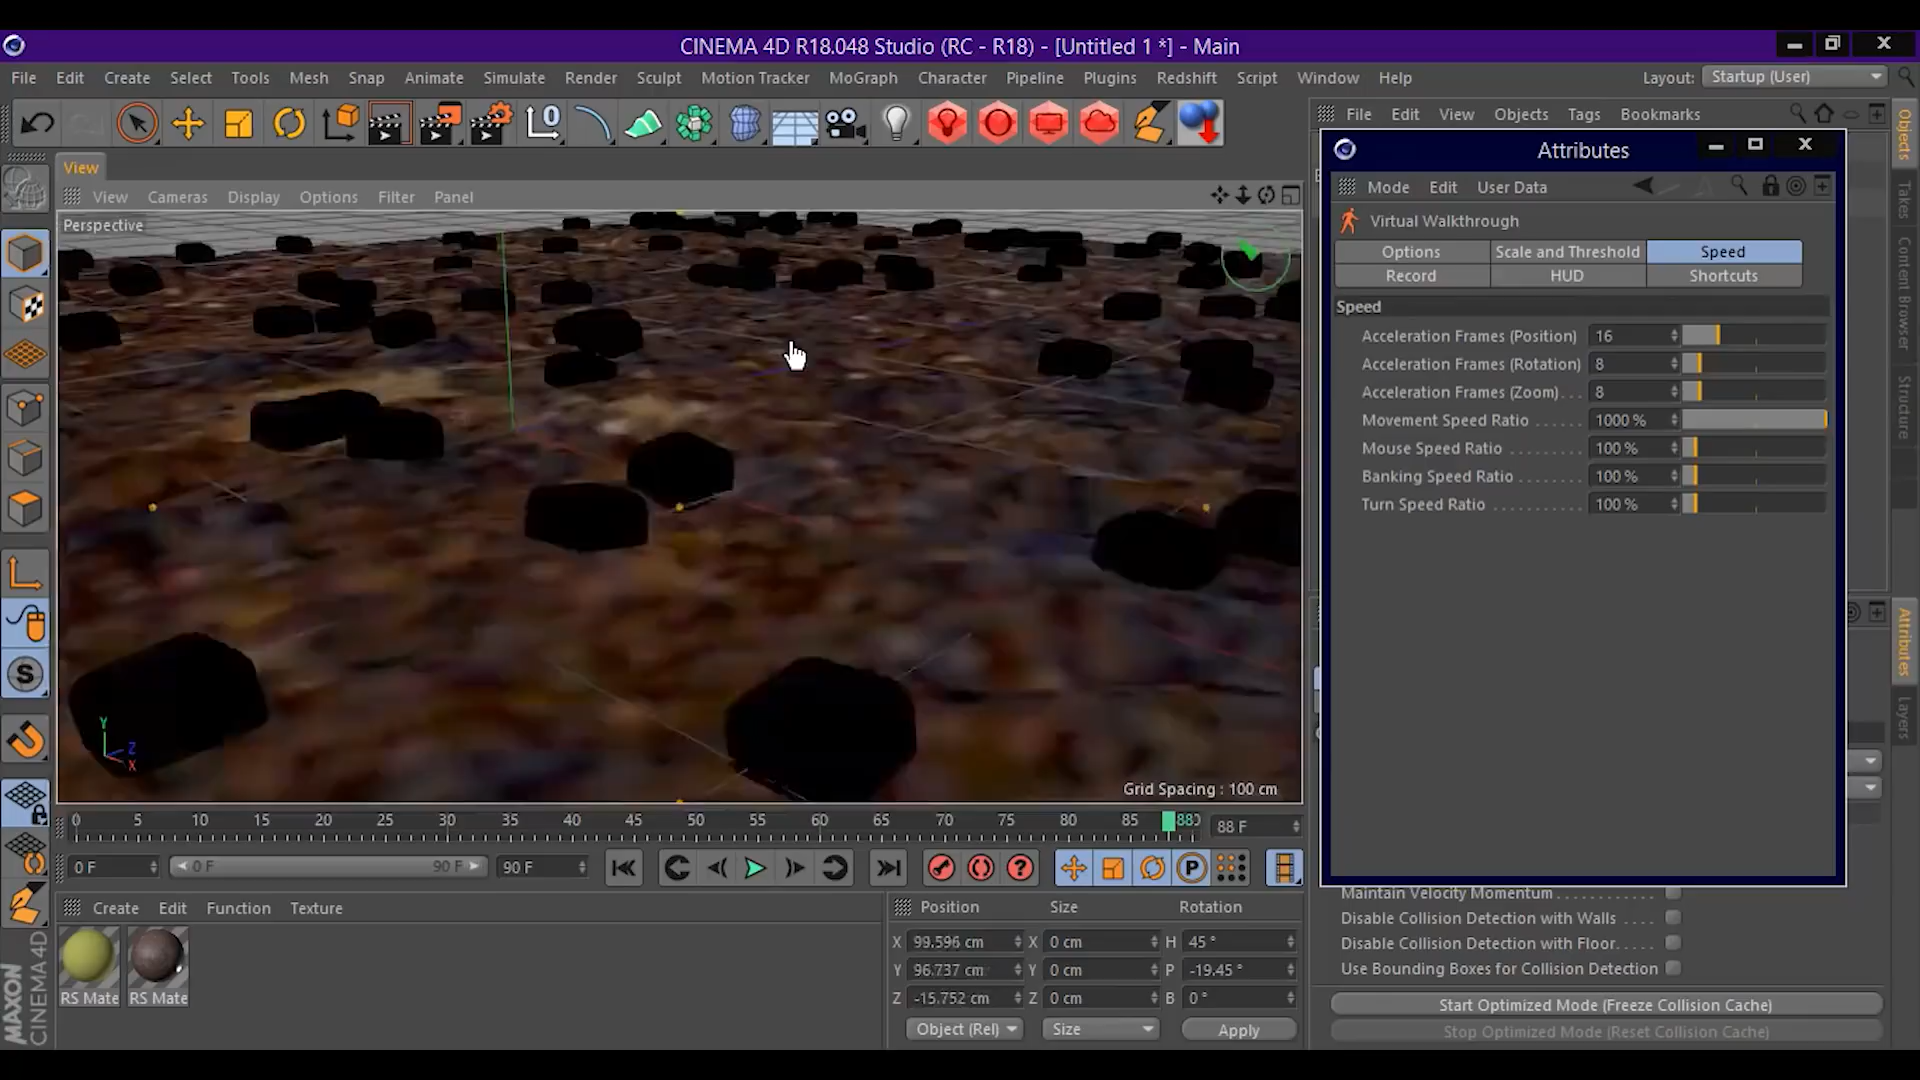 CINEMA 4D R18.048 Studio (RC - R18) - [Untitled 1 *] - Main
File Edit Create Select Tools Mesh Snap Animate Simulate Render Sculpt Motion Tracker MoGraph Character Pipeline Plugins Redshift Script Window Help
Layout: Startup (User)
File Edit View Objects Tags Bookmarks
View
View Cameras Display Options Filter Panel
Perspective
Grid Spacing : 100 cm
Y
Z
X
Attributes
Mode Edit User Data
Virtual Walkthrough
Options Scale and Threshold Speed
Record HUD Shortcuts
Speed
Acceleration Frames (Position) 16
Acceleration Frames (Rotation) 8
Acceleration Frames (Zoom) . . . 8
Movement Speed Ratio . . . . . . 1000 %
Mouse Speed Ratio . . . . . . . . . 100 %
Banking Speed Ratio . . . . . . . . 100 %
Turn Speed Ratio . . . . . . . . . . . 100 %
Maintain Velocity Momentum
Disable Collision Detection with Walls
Disable Collision Detection with Floor
Use Bounding Boxes for Collision Detection
Start Optimized Mode (Freeze Collision Cache)
Stop Optimized Mode (Reset Collision Cache)
0 5 10 15 20 25 30 35 40 45 50 55 60 65 70 75 80 85 88 F
0 F 0 F 90 F 90 F
Create Edit Function Texture
RS Mate RS Mate
Position Size Rotation
X 99.596 cm X 0 cm H 45 °
Y 96.737 cm Y 0 cm P -19.45 °
Z -15.752 cm Z 0 cm B 0 °
Object (Rel) Size Apply
MAXON
CINEMA 4D
Objects
Takes
Content Browser
Structure
Attributes
Layers